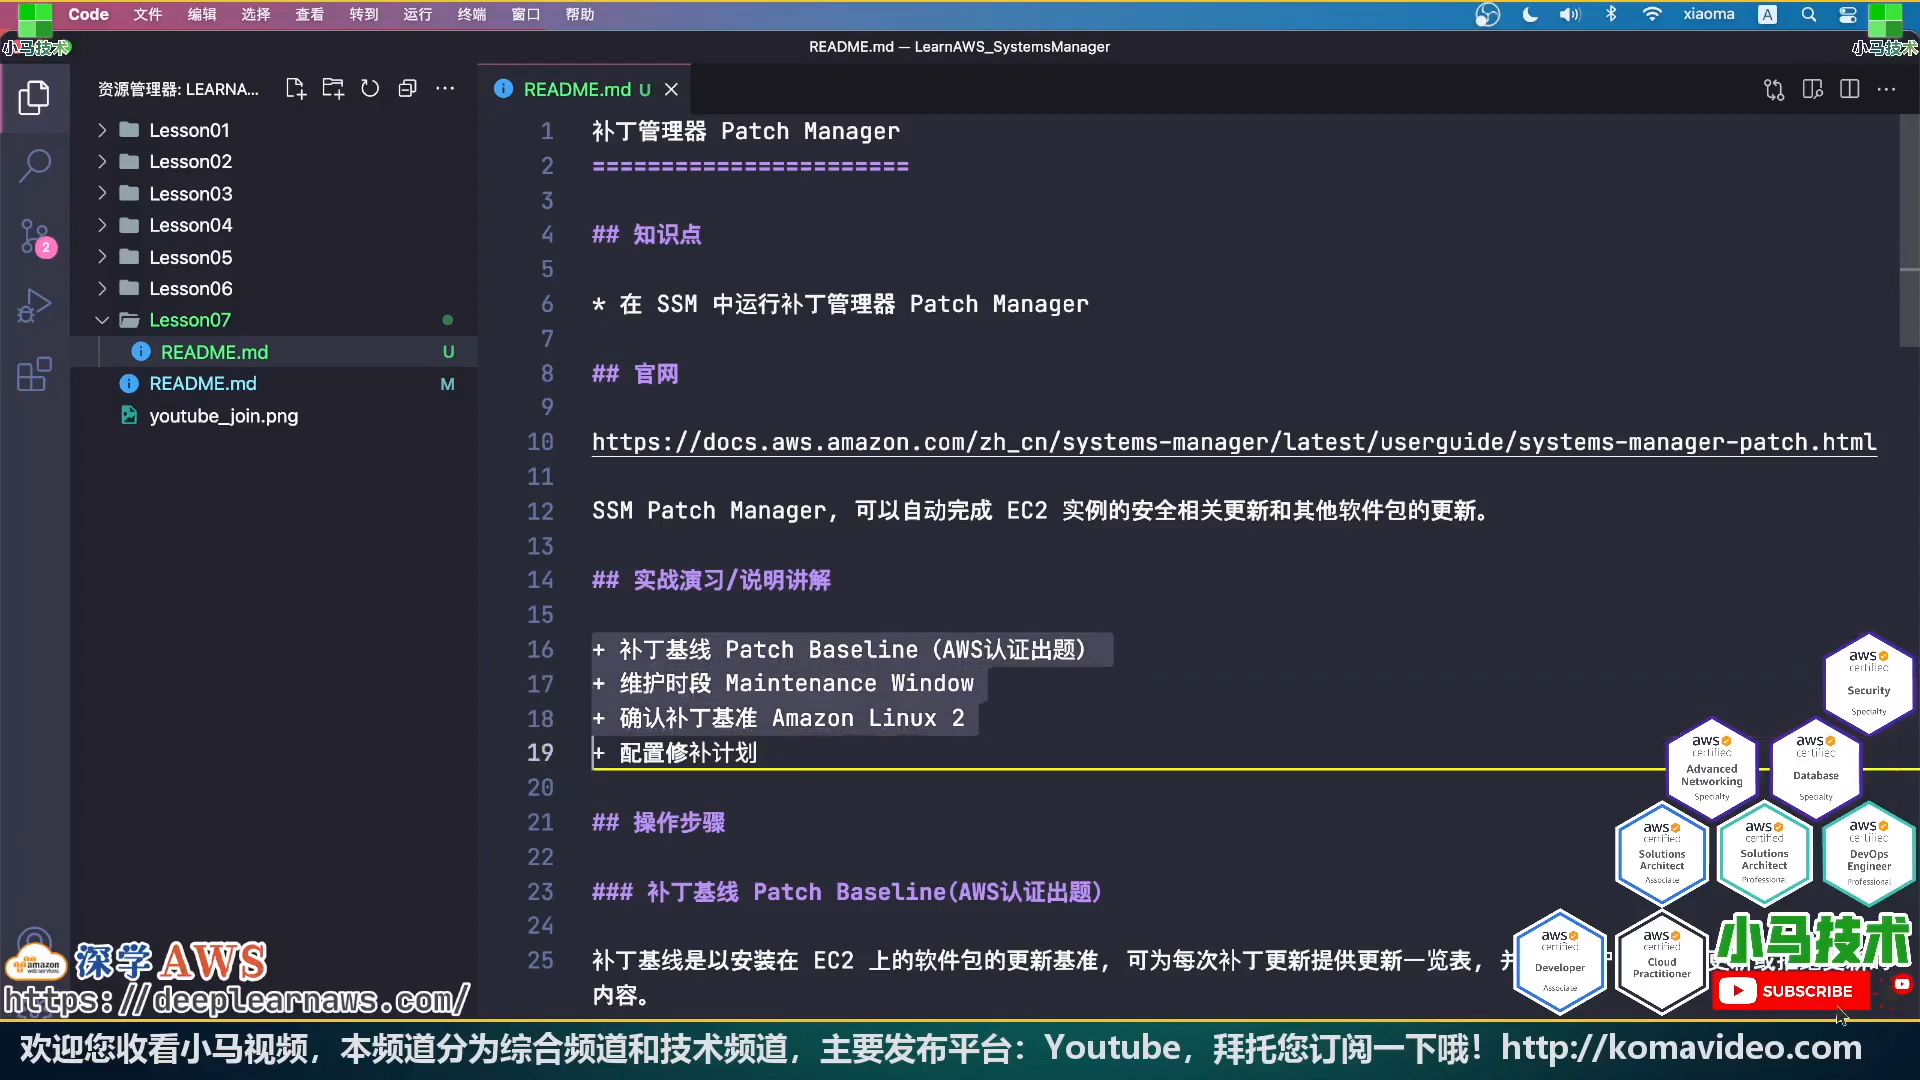 Code 文件 编辑 选择 查看 转到 运行 终端 窗口 帮助 xiaoma A
小马技术
小马技术
README.md — LearnAWS_SystemsManager
资源管理器: LEARNA...
README.md U
Lesson01
Lesson02
Lesson03
Lesson04
Lesson05
Lesson06
Lesson07
README.md U
README.md M
youtube_join.png
2
1 补丁管理器 Patch Manager
2 =======================
3
4 ## 知识点
5
6 * 在 SSM 中运行补丁管理器 Patch Manager
7
8 ## 官网
9
10 https://docs.aws.amazon.com/zh_cn/systems-manager/latest/userguide/systems-manager-patch.html
11
12 SSM Patch Manager, 可以自动完成 EC2 实例的安全相关更新和其他软件包的更新。
13
14 ## 实战演习/说明讲解
15
16 + 补丁基线 Patch Baseline（AWS认证出题）
17 + 维护时段 Maintenance Window
18 + 确认补丁基准 Amazon Linux 2
19 + 配置修补计划
20
21 ## 操作步骤
22
23 ### 补丁基线 Patch Baseline(AWS认证出题)
24
25 补丁基线是以安装在 EC2 上的软件包的更新基准, 可为每次补丁更新提供更新一览表, 并
内容。
aws certified Security Specialty
aws certified Advanced Networking Specialty
aws certified Database Specialty
aws certified Solutions Architect Associate
aws certified Solutions Architect Professional
aws certified DevOps Engineer Professional
aws certified Developer Associate
aws certified Cloud Practitioner
小马技术
SUBSCRIBE
amazon web services
深学AWS
https://deeplearnaws.com/
欢迎您收看小马视频，本频道分为综合频道和技术频道，主要发布平台：Youtube，拜托您订阅一下哦！http://komavideo.com